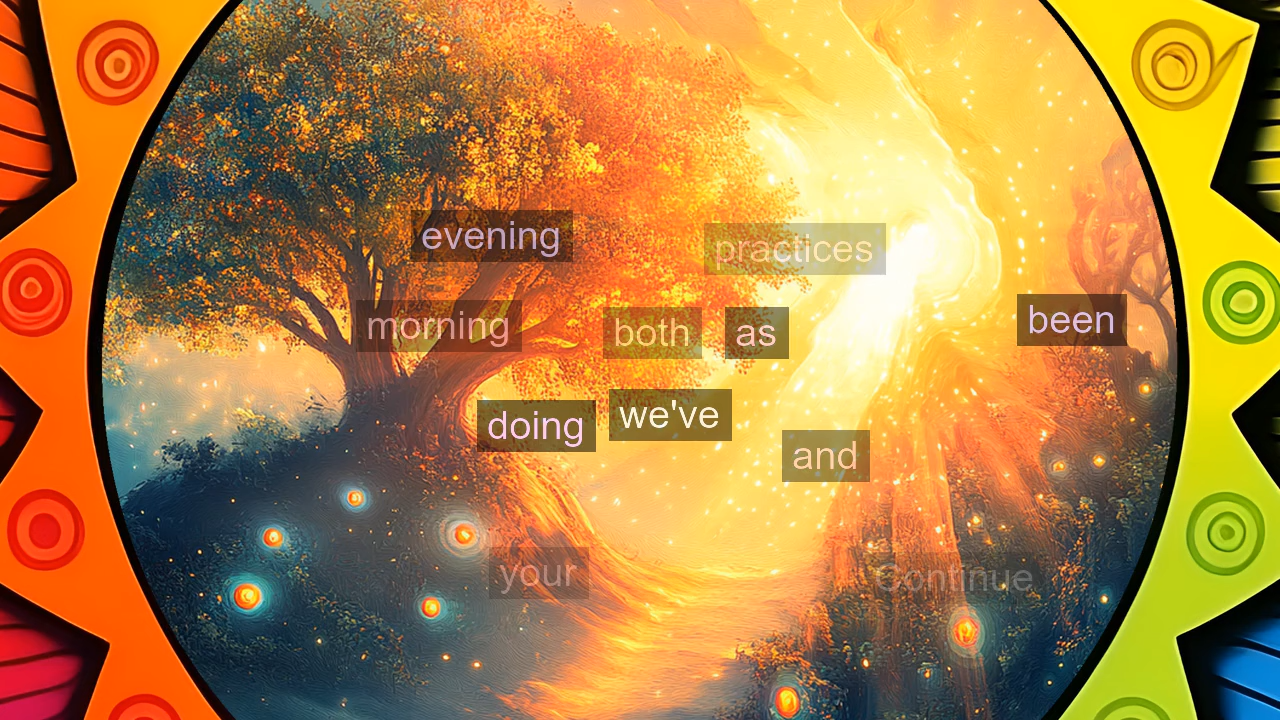 evening practices
morning both as been
doing we've
and
your Continue